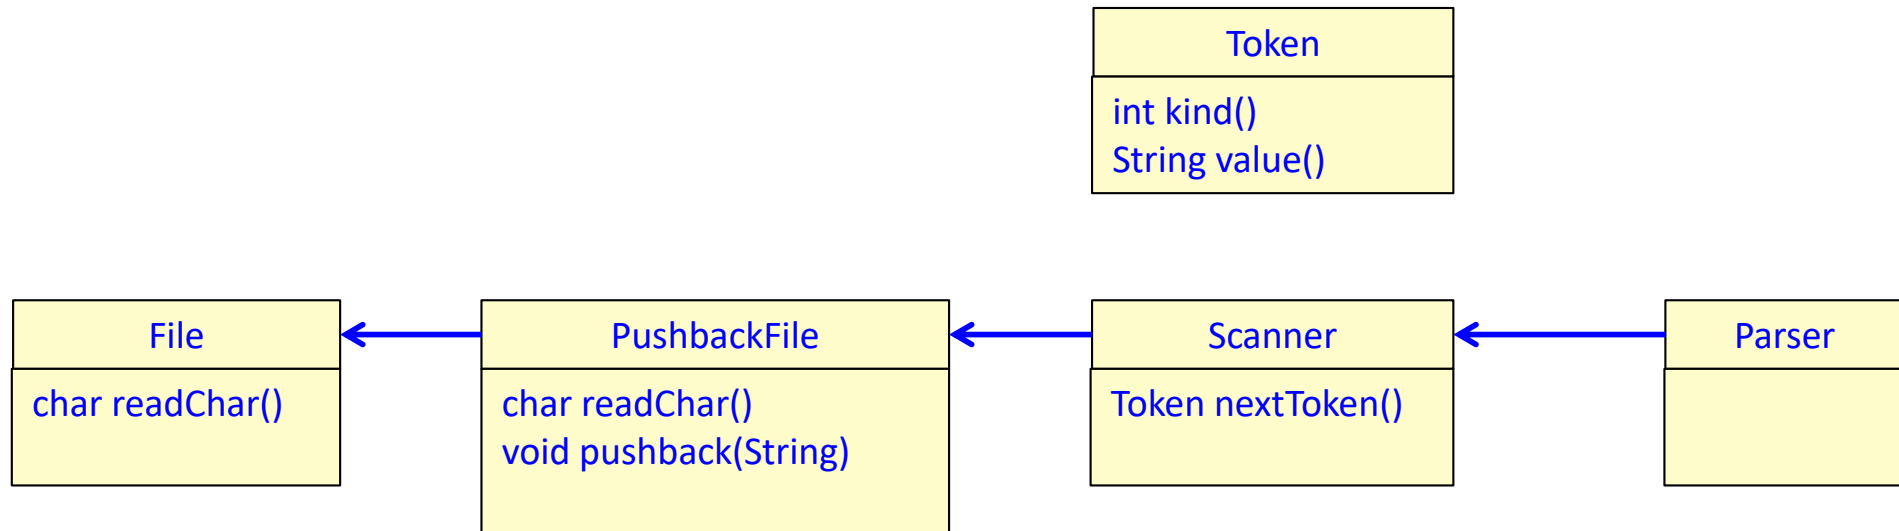 Token
int kind()
String value()
File
char readChar()
PushbackFile
char readChar()
void pushback(String)
Scanner
Token nextToken()
Parser